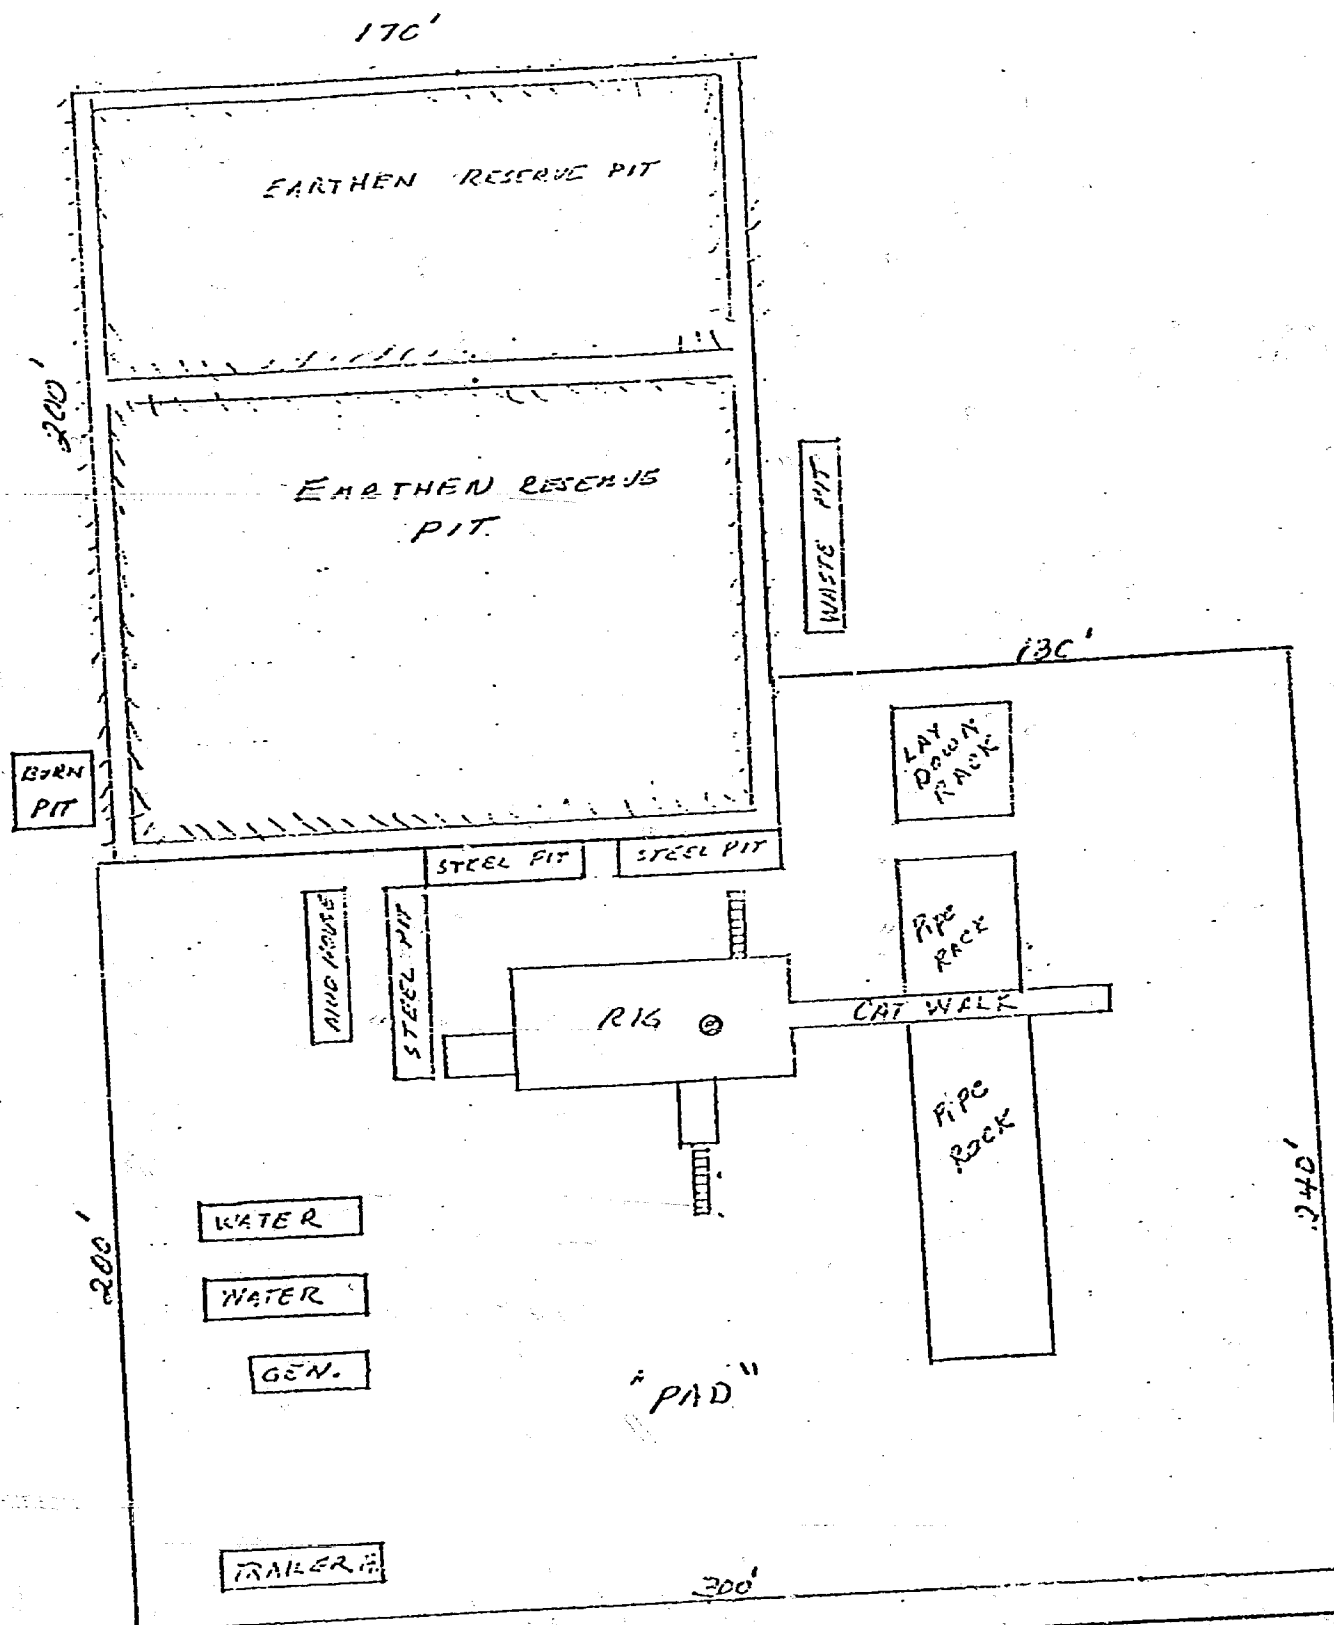 170'
EARTHEN RESERVE PIT
200'
EARTHEN RESERVE
PIT.
WASTE PIT
130'
LAY
DOWN
RACK
BURN
PIT
STEEL PIT
STEEL PIT
MUD HOUSE
STEEL PIT
PIPE
RACK
RIG
CAT WALK
PIPE
RACK
240'
200'
WATER
WATER
GEN.
"PAD"
TRAILER
300'